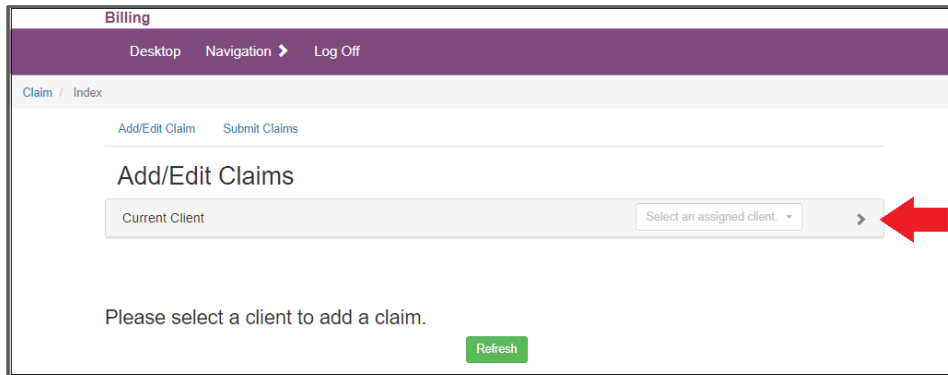 Billing
Desktop Navigation Log Off
Claim / Index
Add/Edit Claim Submit Claims
Add/Edit Claims
Current Client Select an assigned client.
Please select a client to add a claim.
Refresh